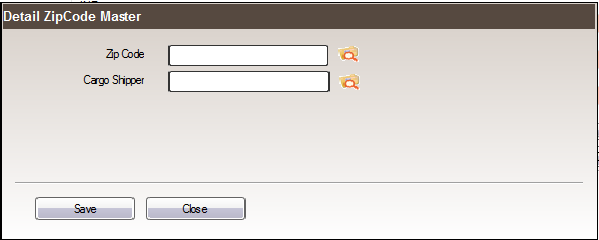 Detail ZipCode Master
Zip Code
Cargo Shipper
Save Close